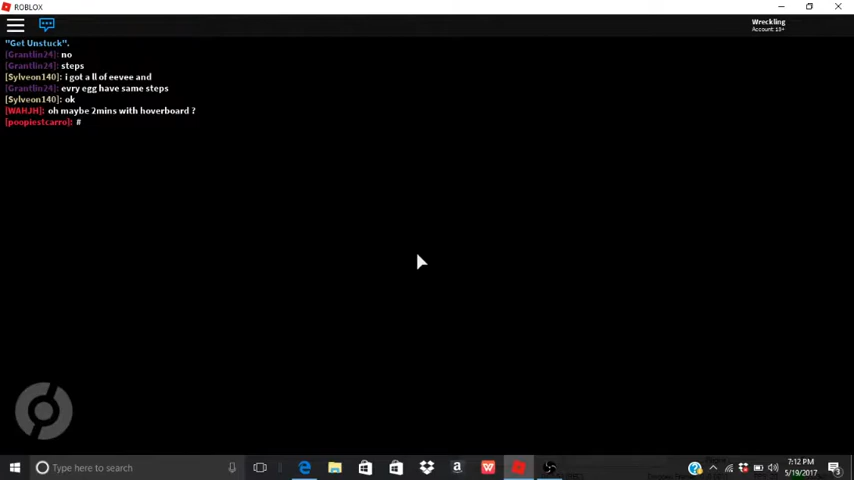 ROBLOX
Wreckling
Account: 13+
"Get Unstuck".
[Grantlin24]: no
[Grantlin24]: steps
[Sylveon140]: i got a ll of eevee and
[Grantlin24]: evry egg have same steps
[Sylveon140]: ok
[WAHJH]: oh maybe 2mins with hoverboard ?
[poopiestcarro]: #
Type here to search
7:12 PM
5/19/2017